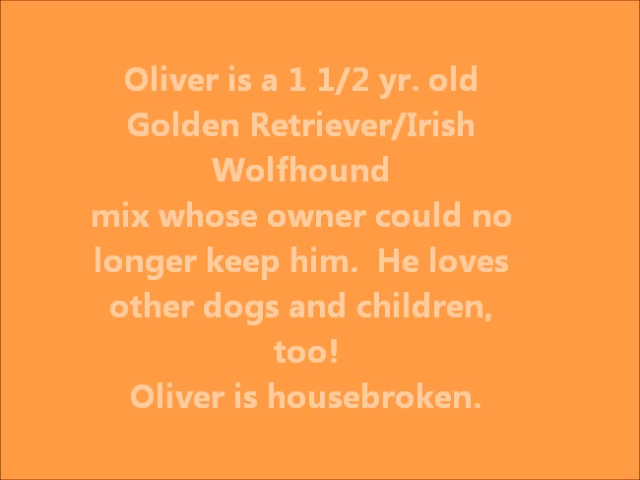 Oliver is a 1 1/2 yr. old
Golden Retriever/Irish
Wolfhound
mix whose owner could no
longer keep him.  He loves
other dogs and children,
too!
Oliver is housebroken.